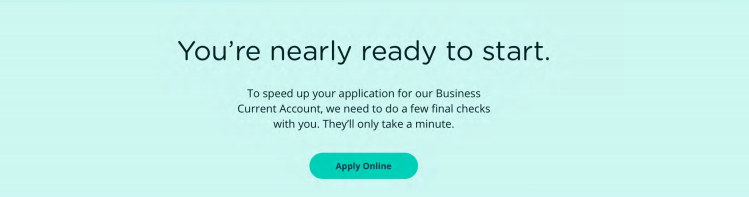 You’re nearly ready to start.
To speed up your application for our Business
Current Account, we need to do a few final checks
with you. They’ll only take a minute.
Apply Online